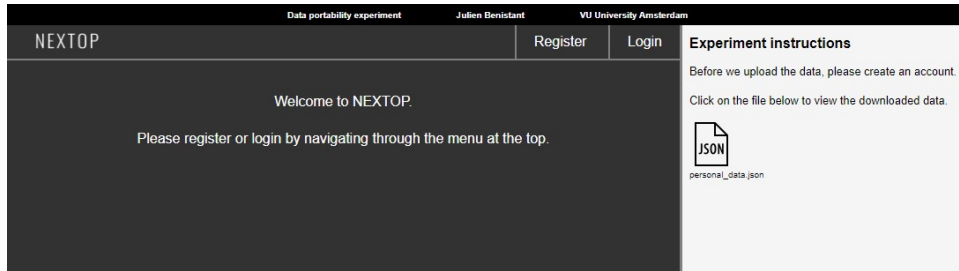 Data portability experiment Julien Benistant VU University Amsterdam
NEXTOP Register Login
Welcome to NEXTOP.
Please register or login by navigating through the menu at the top.
Experiment instructions
Before we upload the data, please create an account.
Click on the file below to view the downloaded data.
JSON
personal_data.json